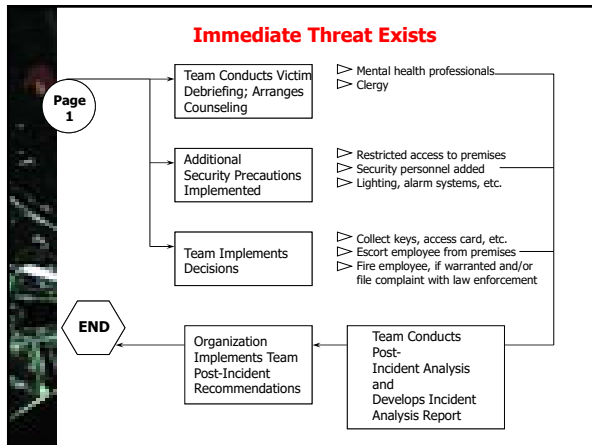 Immediate Threat Exists
Page
1
Team Conducts Victim
Debriefing; Arranges
Counseling
Mental health professionals
Clergy
Additional
Security Precautions
Implemented
Restricted access to premises
Security personnel added
Lighting, alarm systems, etc.
Team Implements
Decisions
Collect keys, access card, etc.
Escort employee from premises
Fire employee, if warranted and/or
file complaint with law enforcement
END
Organization
Implements Team
Post-Incident
Recommendations
Team Conducts
Post-
Incident Analysis
and
Develops Incident
Analysis Report